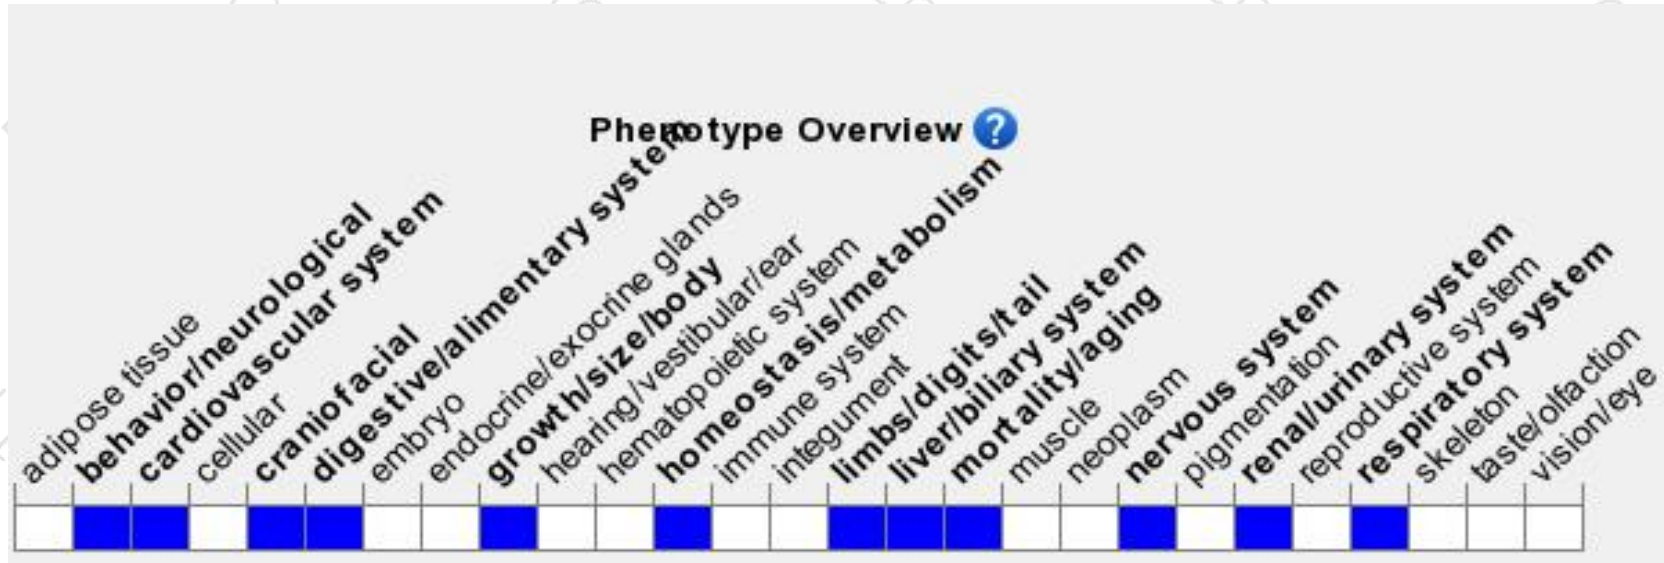 Phenotype Overview ?
adipose tissue
behavior/neurological
cardiovascular system
cellular
craniofacial
digestive/alimentary system
embryo
endocrine/exocrine glands
growth/size/body
hearing/vestibular/ear
hematopoietic system
homeostasis/metabolism
immune system
integument
limbs/digits/tail
liver/biliary system
mortality/aging
muscle
neoplasm
nervous system
pigmentation
renal/urinary system
reproductive system
respiratory system
skeleton
taste/olfaction
vision/eye